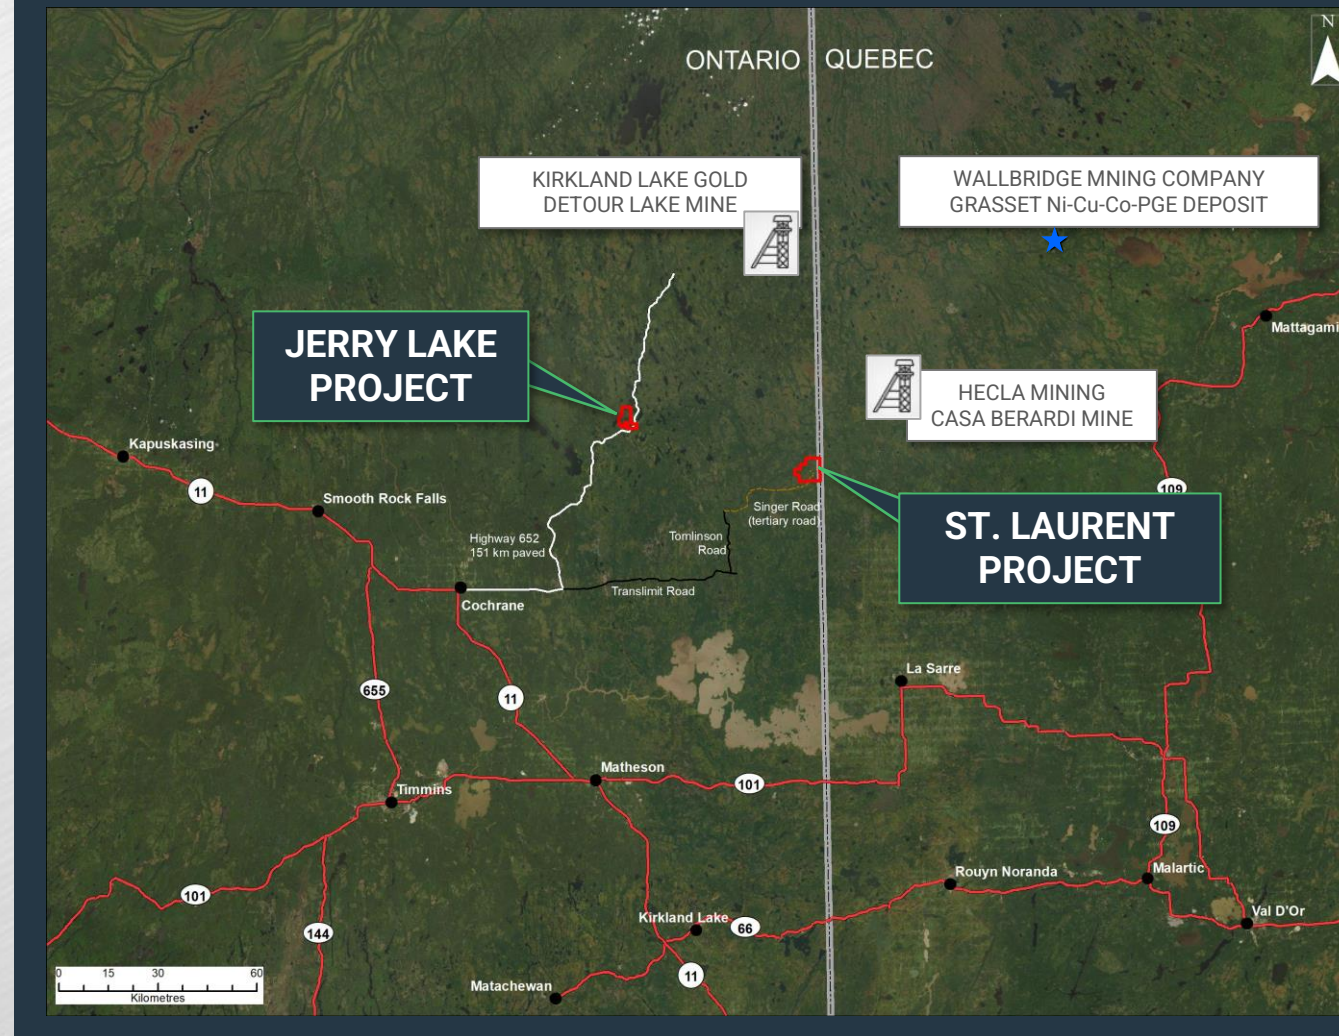 N
ONTARIO
QUEBEC
KIRKLAND LAKE GOLD
DETOUR LAKE MINE
WALLBRIDGE MNING COMPANY
GRASSET Ni-Cu-Co-PGE DEPOSIT
JERRY LAKE
PROJECT
Mattagami
HECLA MINING
CASA BERARDI MINE
Kapuskasing
11
Smooth Rock Falls
109
Singer Road
(tertiary road)
ST. LAURENT
PROJECT
Highway 652
151 km paved
Tomlinson
Road
Translimit Road
Cochrane
La Sarre
655
11
Matheson
101
Timmins
109
Rouyn Noranda
Malartic
101
Kirkland Lake
66
Val D'Or
144
11
Matachewan
0 15 30 60
Kilometres